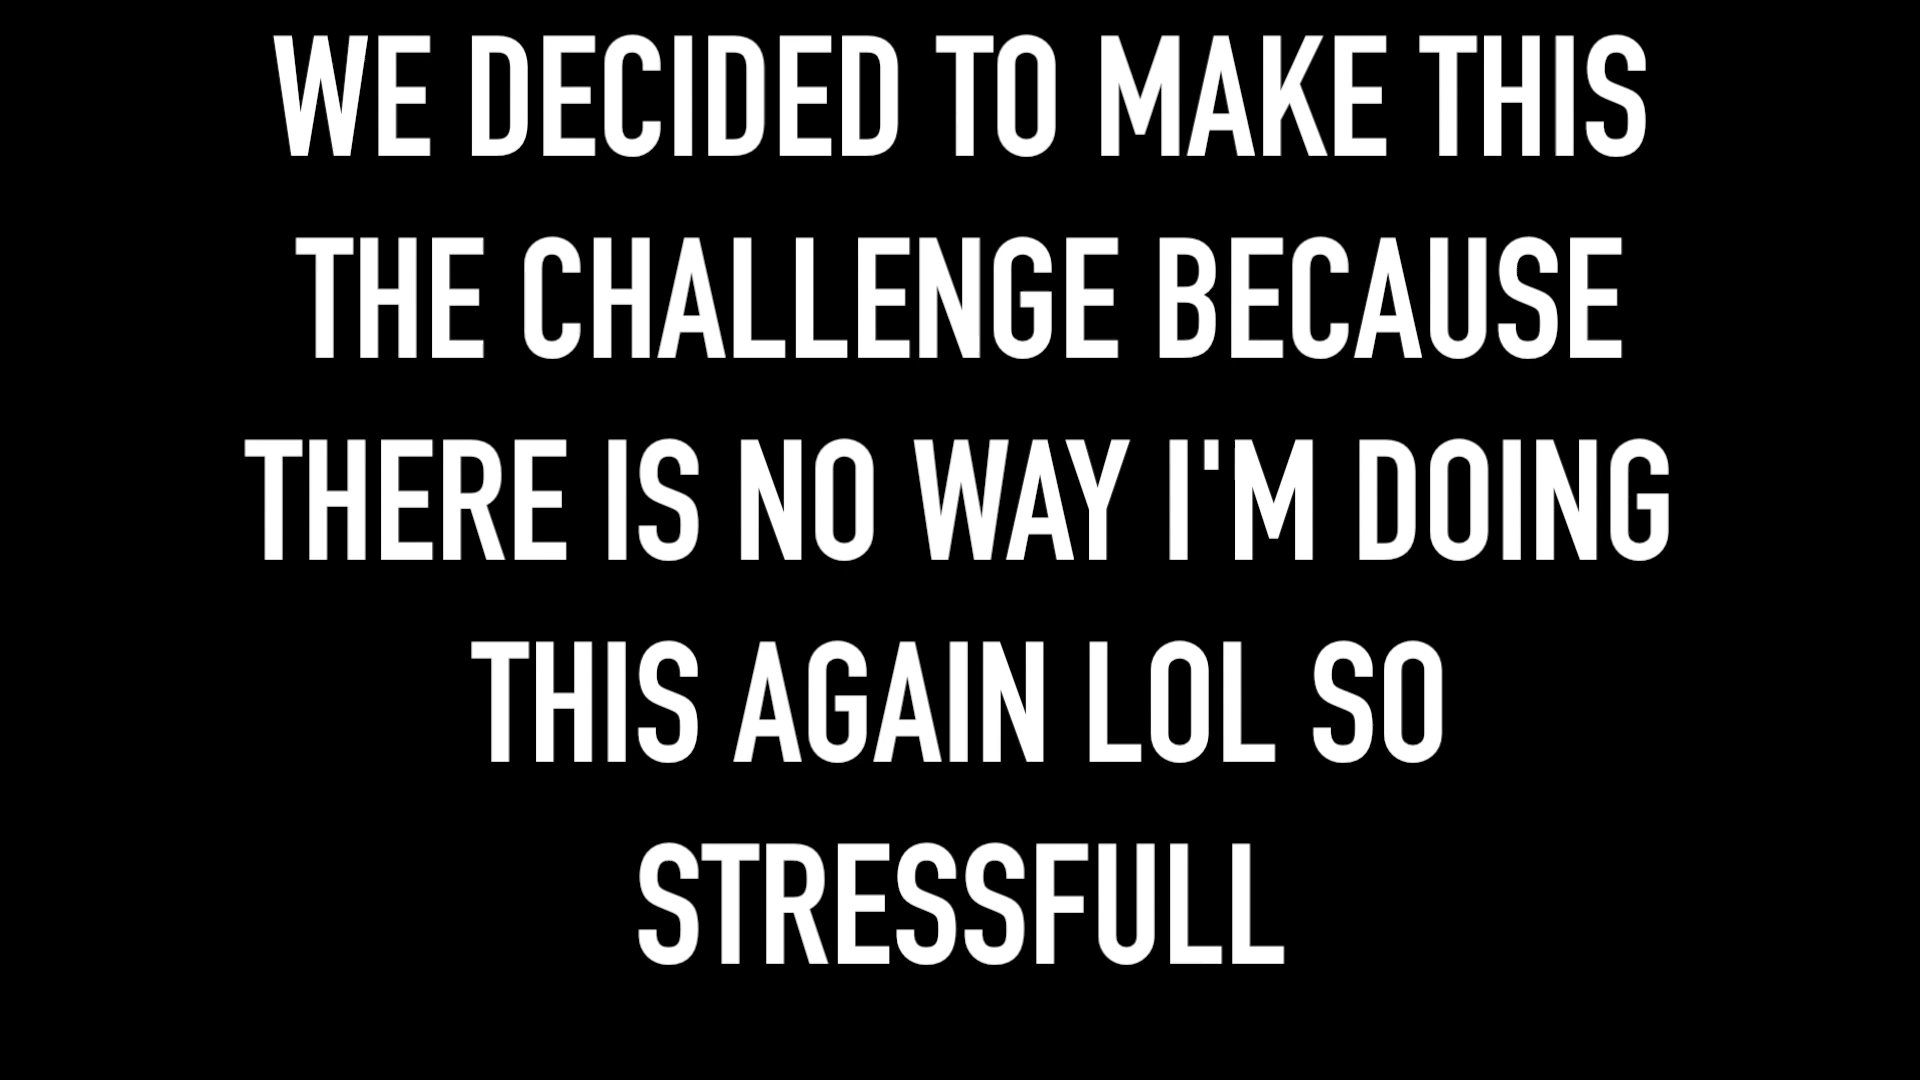 WE DECIDED TO MAKE THIS
THE CHALLENGE BECAUSE
THERE IS NO WAY I'M DOING
THIS AGAIN LOL SO
STRESSFULL